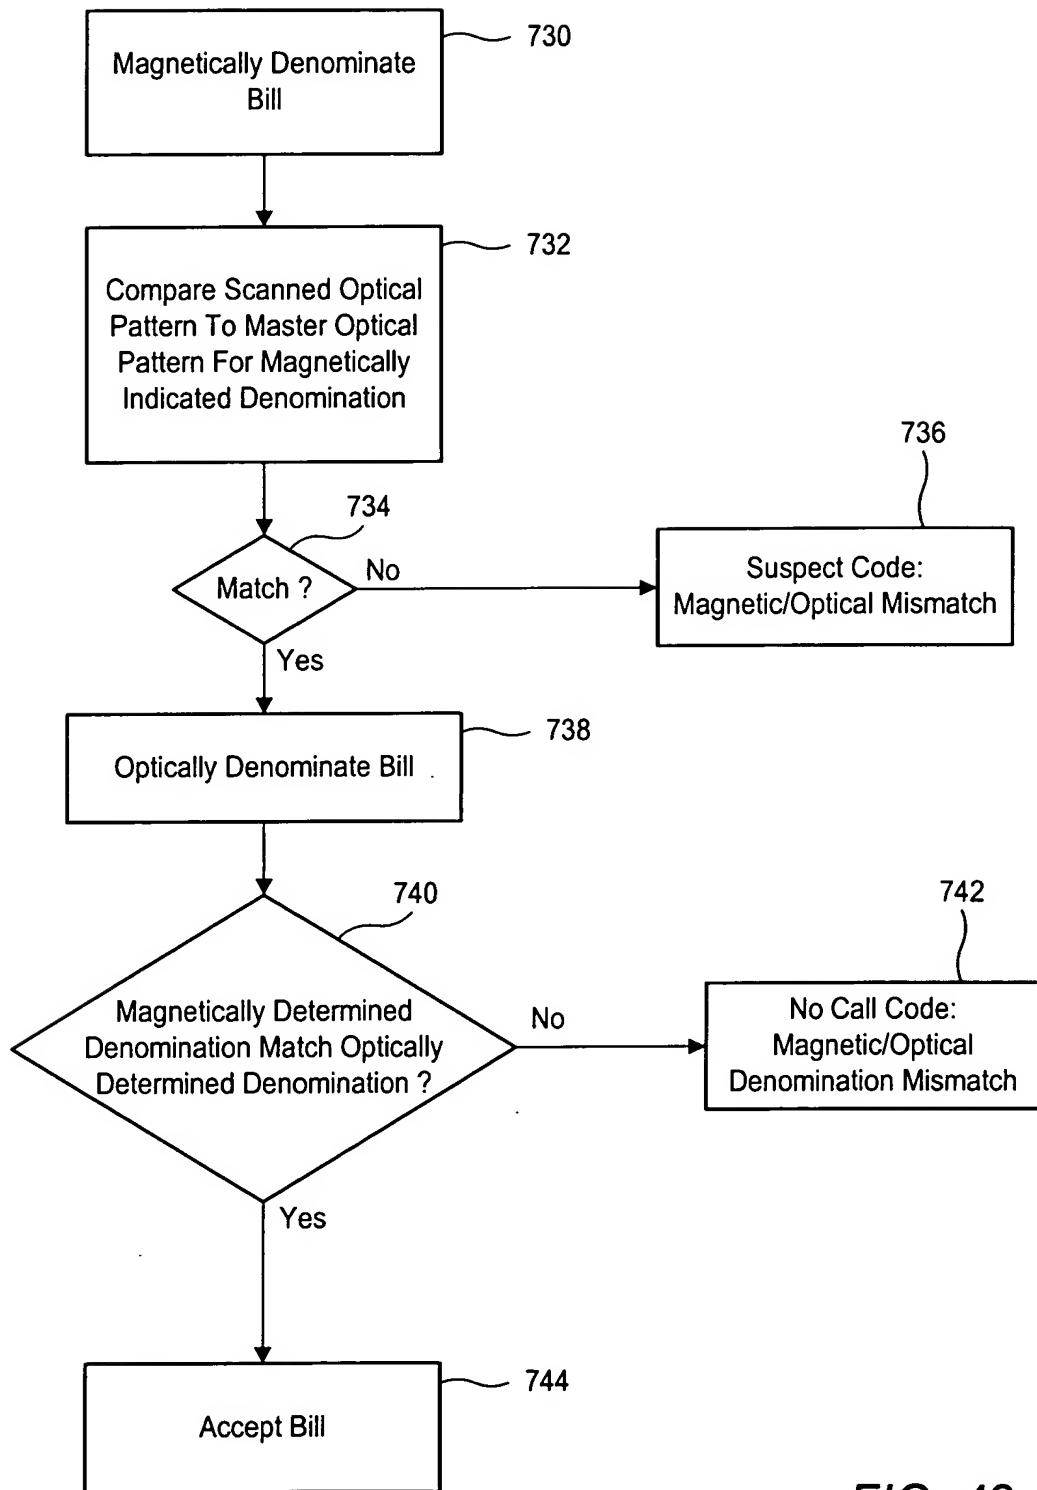 730
Magnetically Denominate
Bill
732
Compare Scanned Optical
Pattern To Master Optical
Pattern For Magnetically
Indicated Denomination
736
734
Match ?
No
Suspect Code:
Magnetic/Optical Mismatch
Yes
738
Optically Denominate Bill
740
742
Magnetically Determined
Denomination Match Optically
Determined Denomination ?
No
No Call Code:
Magnetic/Optical
Denomination Mismatch
Yes
744
Accept Bill